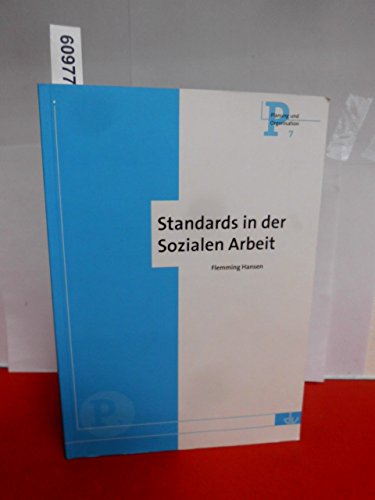 60977
P
Planung und
Organisation
7
Standards in der
Sozialen Arbeit
Flemming Hansen
P